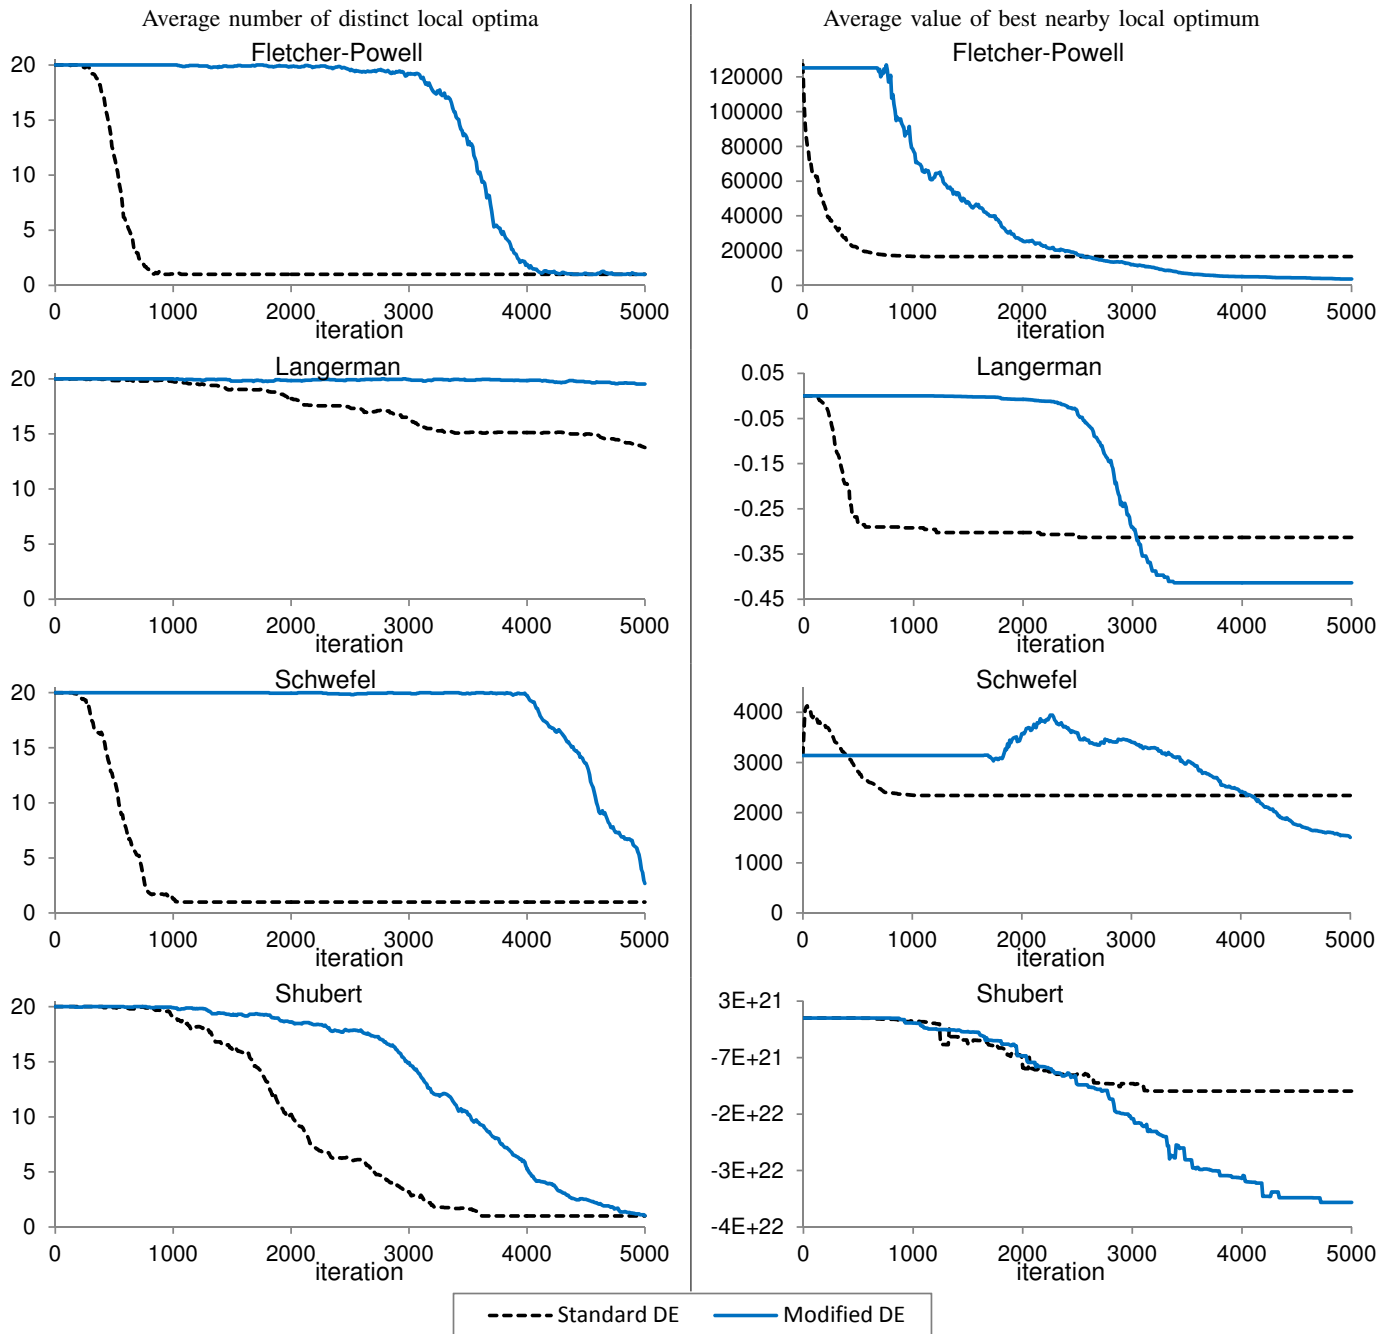 Average number of distinct local optima
Average value of best nearby local optimum
Fletcher-Powell
20
15
10
5
0
0 1000 2000 3000 4000 5000
iteration
Fletcher-Powell
120000
100000
80000
60000
40000
20000
0
0 1000 2000 3000 4000 5000
iteration
Langerman
20
15
10
5
0
0 1000 2000 3000 4000 5000
iteration
Langerman
0.05
-0.05
-0.15
-0.25
-0.35
-0.45
0 1000 2000 3000 4000 5000
iteration
Schwefel
20
15
10
5
0
0 1000 2000 3000 4000 5000
iteration
Schwefel
4000
3000
2000
1000
0
0 1000 2000 3000 4000 5000
iteration
Shubert
20
15
10
5
0
0 1000 2000 3000 4000 5000
iteration
Shubert
3E+21
-7E+21
-2E+22
-3E+22
-4E+22
0 1000 2000 3000 4000 5000
iteration
Standard DE Modified DE